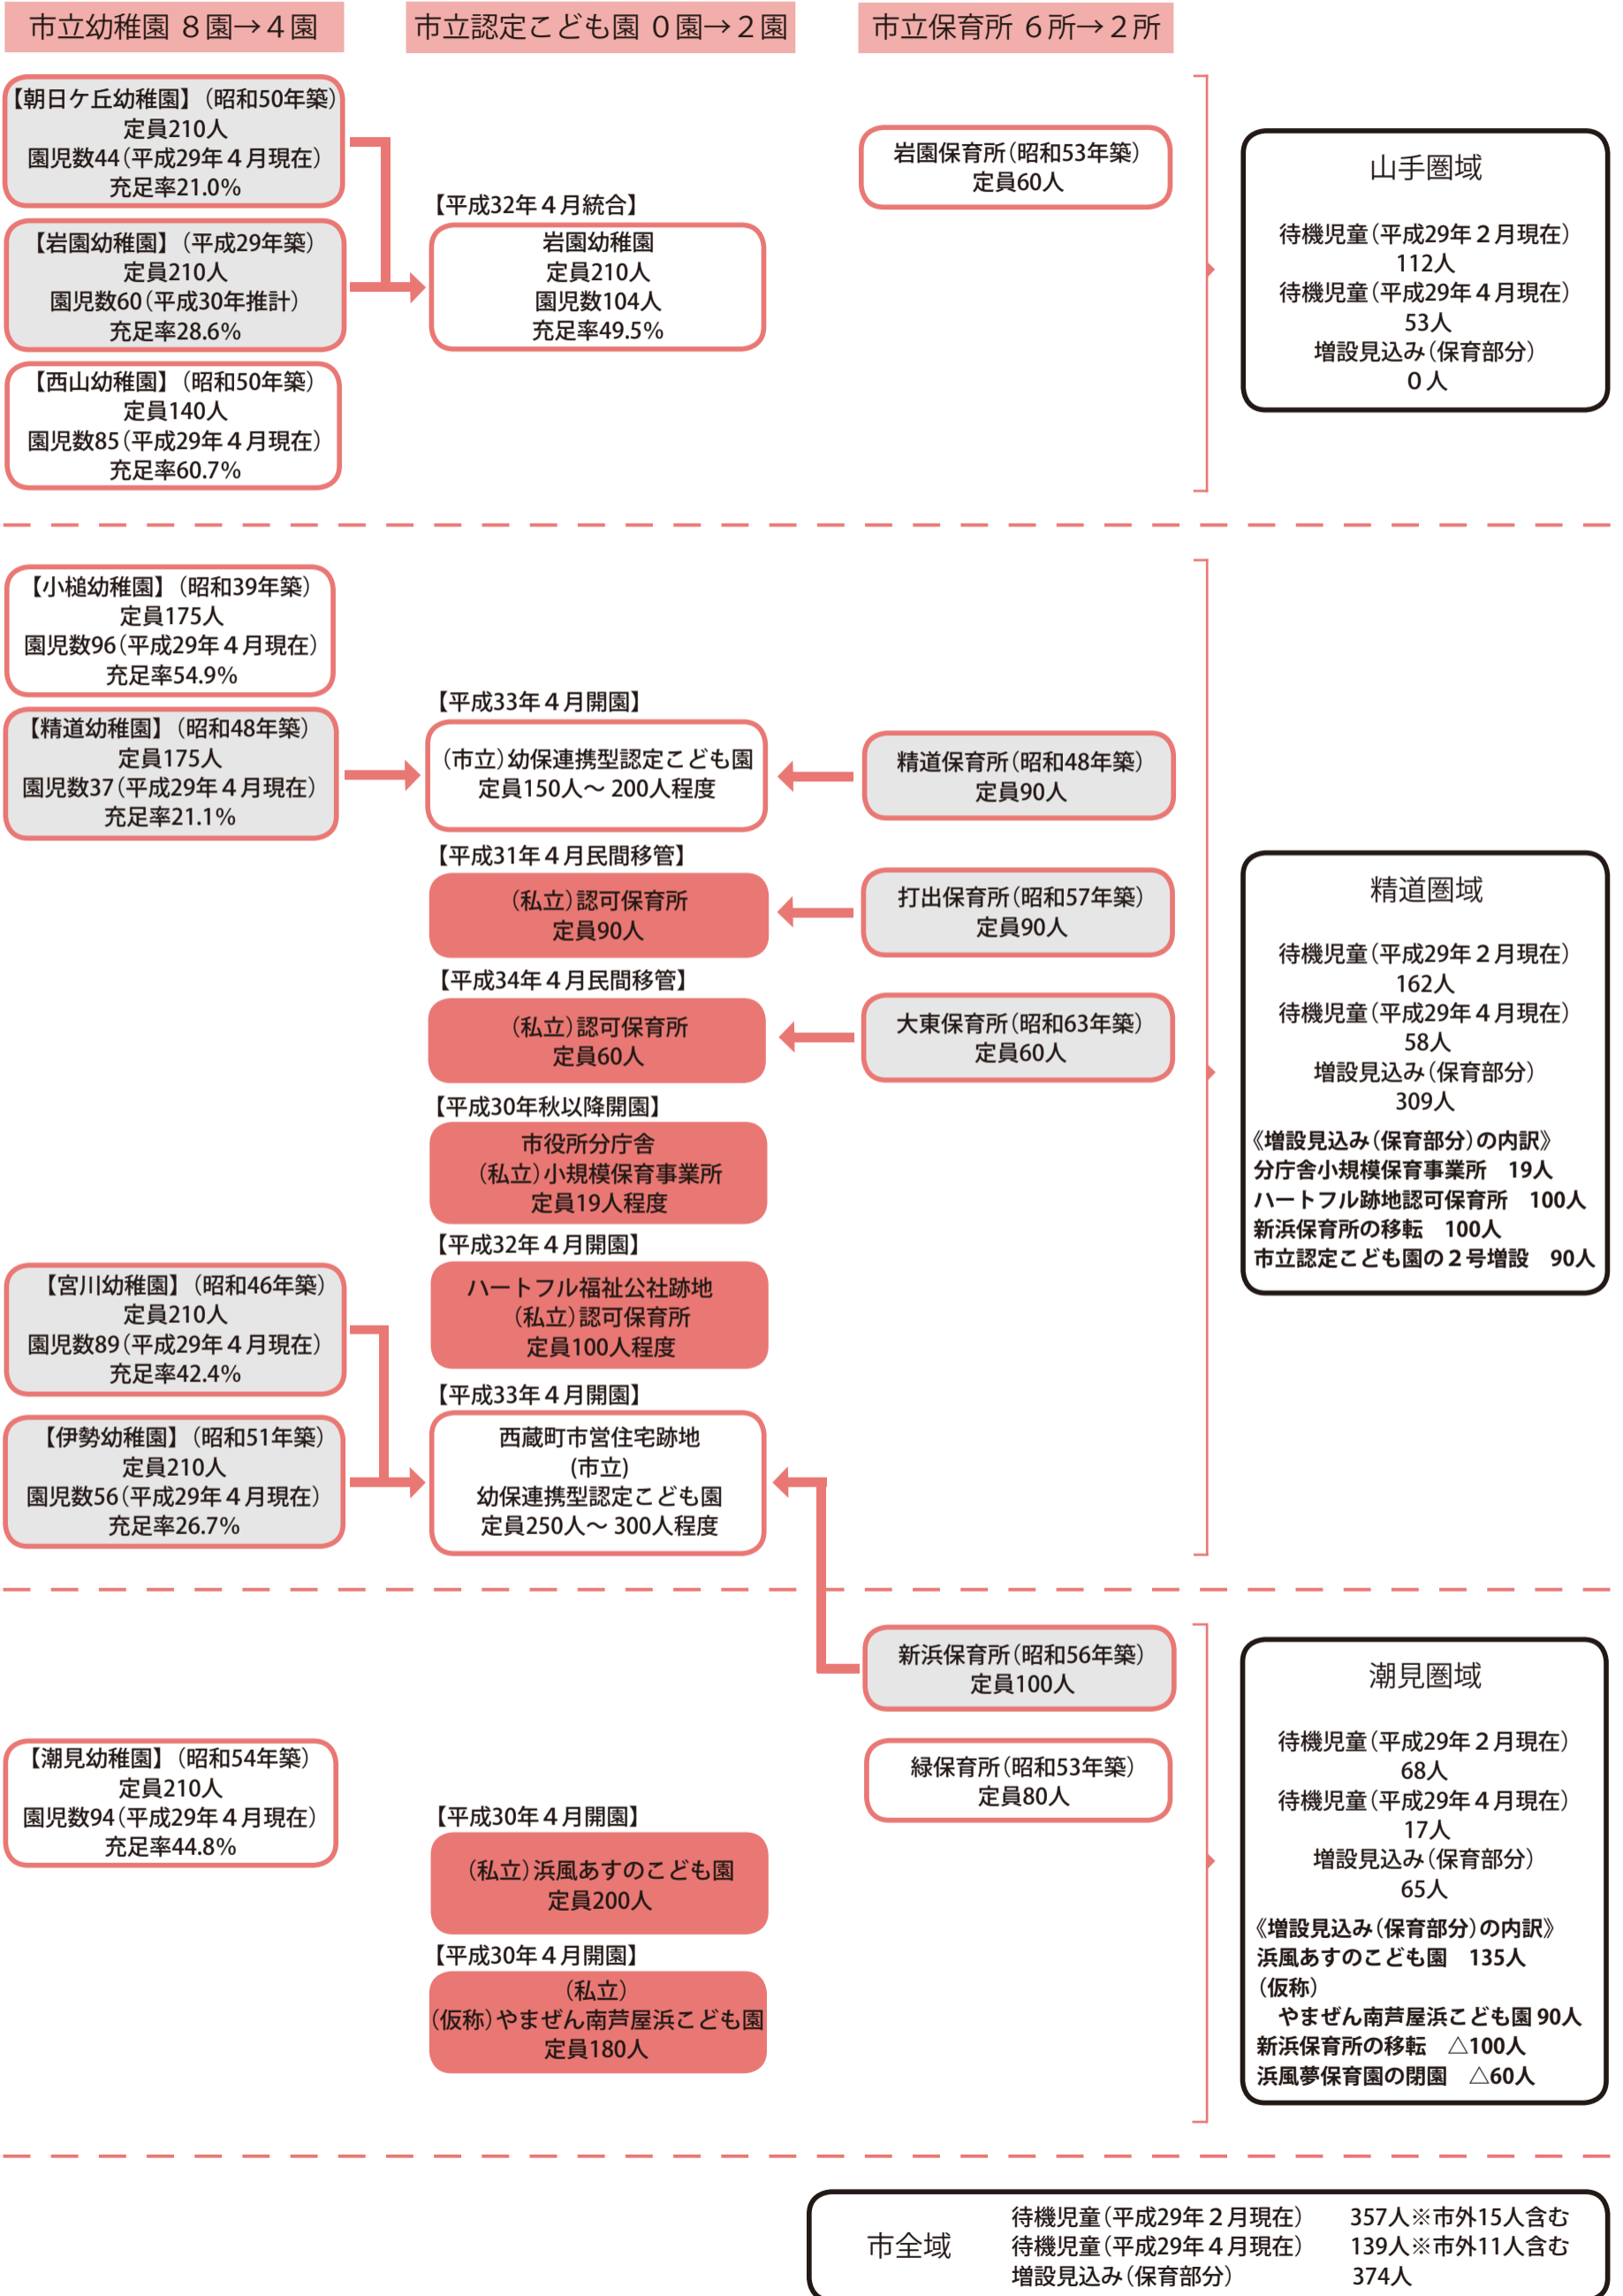 市立幼稚園 ８園→４園
市立認定こども園 ０園→２園
市立保育所 ６所→２所
【朝日ケ丘幼稚園】（昭和50年築）
定員210人
園児数44（平成29年４月現在）
充足率21.0%
【岩園幼稚園】（平成29年築）
定員210人
園児数60（平成30年推計）
充足率28.6%
【西山幼稚園】（昭和50年築）
定員140人
園児数85（平成29年４月現在）
充足率60.7%
【平成32年４月統合】
岩園幼稚園
定員210人
園児数104人
充足率49.5%
岩園保育所（昭和53年築）
定員60人
山手圏域
待機児童（平成29年２月現在）
112人
待機児童（平成29年４月現在）
53人
増設見込み（保育部分）
０人
【小槌幼稚園】（昭和39年築）
定員175人
園児数96（平成29年４月現在）
充足率54.9%
【精道幼稚園】（昭和48年築）
定員175人
園児数37（平成29年４月現在）
充足率21.1%
【宮川幼稚園】（昭和46年築）
定員210人
園児数89（平成29年４月現在）
充足率42.4%
【伊勢幼稚園】（昭和51年築）
定員210人
園児数56（平成29年４月現在）
充足率26.7%
【平成33年４月開園】
（市立）幼保連携型認定こども園
定員150人〜 200人程度
【平成31年４月民間移管】
（私立）認可保育所
定員90人
【平成34年４月民間移管】
（私立）認可保育所
定員60人
【平成30年秋以降開園】
市役所分庁舎
（私立）小規模保育事業所
定員19人程度
【平成32年４月開園】
ハートフル福祉公社跡地
（私立）認可保育所
定員100人程度
【平成33年４月開園】
西蔵町市営住宅跡地
(市立)
幼保連携型認定こども園
定員250人〜 300人程度
精道保育所（昭和48年築）
定員90人
打出保育所（昭和57年築）
定員90人
大東保育所（昭和63年築）
定員60人
精道圏域
待機児童（平成29年２月現在）
162人
待機児童（平成29年４月現在）
58人
増設見込み（保育部分）
309人
《増設見込み（保育部分）の内訳》
分庁舎小規模保育事業所　19人
ハートフル跡地認可保育所　100人
新浜保育所の移転　100人
市立認定こども園の２号増設　90人
【潮見幼稚園】（昭和54年築）
定員210人
園児数94（平成29年４月現在）
充足率44.8%
【平成30年４月開園】
（私立）浜風あすのこども園
定員200人
【平成30年４月開園】
（私立）
（仮称）やまぜん南芦屋浜こども園
定員180人
新浜保育所（昭和56年築）
定員100人
緑保育所（昭和53年築）
定員80人
潮見圏域
待機児童（平成29年２月現在）
68人
待機児童（平成29年４月現在）
17人
増設見込み（保育部分）
65人
《増設見込み（保育部分）の内訳》
浜風あすのこども園　135人
（仮称）
やまぜん南芦屋浜こども園 90人
新浜保育所の移転　△100人
浜風夢保育園の閉園　△60人
市全域
待機児童（平成29年２月現在）　357人※市外15人含む
待機児童（平成29年４月現在）　139人※市外11人含む
増設見込み（保育部分）　374人